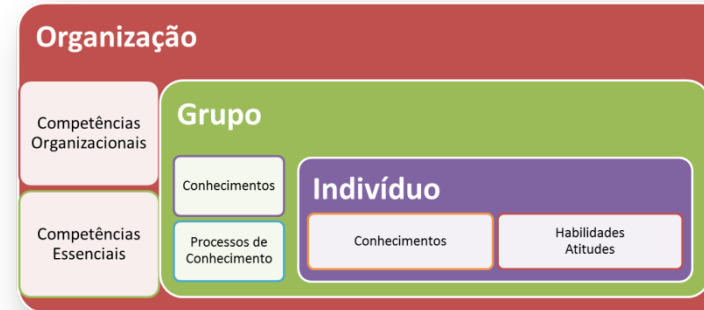 Organização
Competências
Organizacionais
Competências
Essenciais
Grupo
Conhecimentos
Processos de
Conhecimento
Indivíduo
Conhecimentos
Habilidades
Atitudes